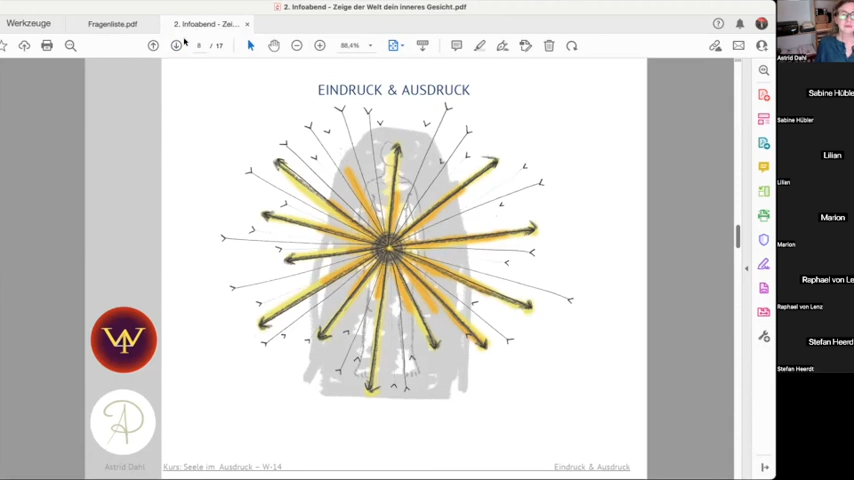 2. Infoabend - Zeige der Welt dein inneres Gesicht.pdf
Werkzeuge
Fragenliste.pdf
2. Infoabend - Zei...
8 / 17
88,4%
EINDRUCK & AUSDRUCK
Astrid Dahl
Kurs: Seele im Ausdruck – W-14
Eindruck & Ausdruck
Astrid Dahl
Sabine Hübler
Sabine Hübler
Lilian
Lilian
Marion
Marion
Raphael von Lenz
Raphael von Lenz
Stefan Heerd
Stefan Heerdt